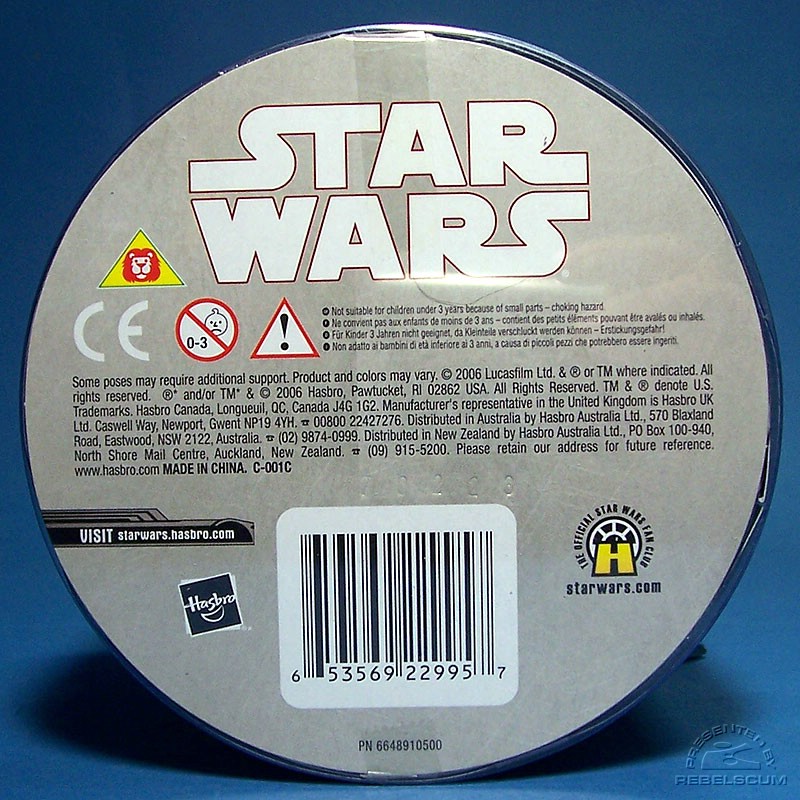 STAR
WARS
CE
0-3
Not suitable for children under 3 years because of small parts – choking hazard.
Ne convient pas aux enfants de moins de 3 ans – contient des petits éléments pouvant être avalés ou inhalés.
Für Kinder 3 Jahren nicht geeignet, da Kleinteile verschluckt werden können – Erstickungsgefahr!
Non adatto ai bambini di età inferiore ai 3 anni, a causa di piccoli pezzi che potrebbero essere ingeriti.
Some poses may require additional support. Product and colors may vary. © 2006 Lucasfilm Ltd. & ® or TM where indicated. All
rights reserved. ®* and/or TM* & © 2006 Hasbro, Pawtucket, RI 02862 USA. All Rights Reserved. TM & ® denote U.S.
Trademarks. Hasbro Canada, Longueuil, QC, Canada J4G 1G2. Manufacturer's representative in the United Kingdom is Hasbro UK
Ltd. Caswell Way, Newport, Gwent NP19 4YH. ☎ 00800 22427276. Distributed in Australia by Hasbro Australia Ltd., 570 Blaxland
Road, Eastwood, NSW 2122, Australia. ☎ (02) 9874-0999. Distributed in New Zealand by Hasbro Australia Ltd., PO Box 100-940,
North Shore Mail Centre, Auckland, New Zealand. ☎ (09) 915-5200. Please retain our address for future reference.
www.hasbro.com MADE IN CHINA. C-001C
VISIT starwars.hasbro.com
THE OFFICIAL STAR WARS FAN CLUB
H
starwars.com
Hasbro
6 53569 22995 7
PN 6648910500
PRESENTED BY
REBELSCUM